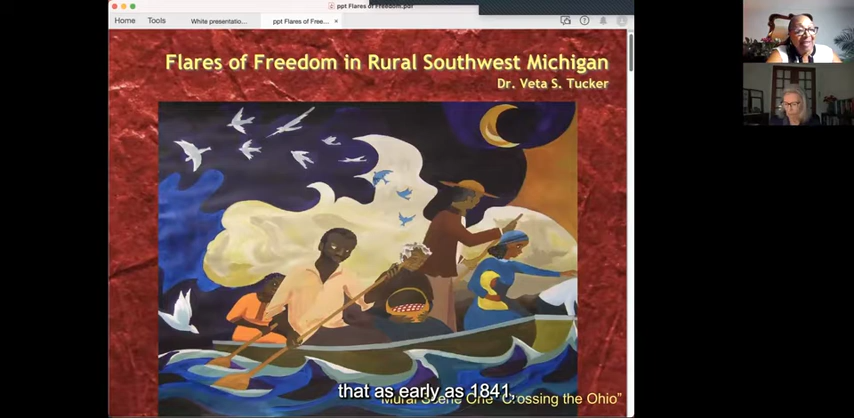 ppt Flares of Freedom.pdf
Home Tools White presentatio... ppt Flares of Free... ×
Flares of Freedom in Rural Southwest Michigan
Dr. Veta S. Tucker
that as early as 1841,
Mural Scene One "Crossing the Ohio"